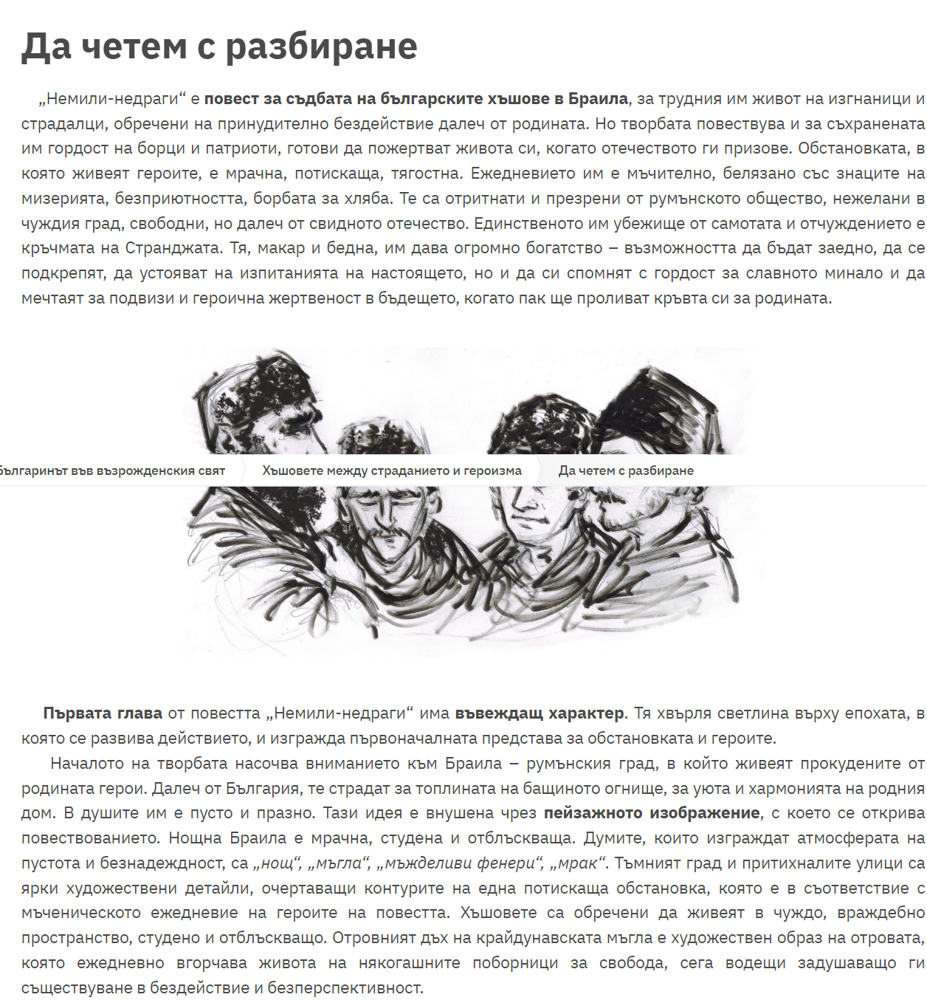 Да четем с разбиране
„Немили-недраги“ е повест за съдбата на българските хъшове в Браила, за трудния им живот на изгнаници и
страдалци, обречени на принудително бездействие далеч от родината. Но творбата повествува и за съхранената
им гордост на борци и патриоти, готови да пожертват живота си, когато отечеството ги призове. Обстановката, в
която живеят героите, е мрачна, потискаща, тягостна. Ежедневието им е мъчително, белязано със знаците на
мизерията, безприютността, борбата за хляба. Те са отритнати и презрени от румънското общество, нежелани в
чуждия град, свободни, но далеч от свидното отечество. Единственото им убежище от самотата и отчуждението е
кръчмата на Странджата. Тя, макар и бедна, им дава огромно богатство – възможността да бъдат заедно, да се
подкрепят, да устояват на изпитанията на настоящето, но и да си спомнят с гордост за славното минало и да
мечтаят за подвизи и героична жертвеност в бъдещето, когато пак ще проливат кръвта си за родината.
Българинът във възрожденския свят Хъшовете между страданието и героизма Да четем с разбиране
Първата глава от повестта „Немили-недраги“ има въвеждащ характер. Тя хвърля светлина върху епохата, в
която се развива действието, и изгражда първоначалната представа за обстановката и героите.
Началото на творбата насочва вниманието към Браила – румънския град, в който живеят прокудените от
родината герои. Далеч от България, те страдат за топлината на бащиното огнище, за уюта и хармонията на родния
дом. В душите им е пусто и празно. Тази идея е внушена чрез пейзажното изображение, с което се открива
повествованието. Нощна Браила е мрачна, студена и отблъскваща. Думите, които изграждат атмосферата на
пустота и безнадеждност, са „нощ“, „мъгла“, „мъжделиви фенери“, „мрак“. Тъмният град и притихналите улици са
ярки художествени детайли, очертаващи контурите на една потискаща обстановка, която е в съответствие с
мъченическото ежедневие на героите на повестта. Хъшовете са обречени да живеят в чуждо, враждебно
пространство, студено и отблъскващо. Отровният дъх на крайдунавската мъгла е художествен образ на отровата,
която ежедневно вгорчава живота на някогашните поборници за свобода, сега водещи задушаващо ги
съществуване в бездействие и безперспективност.